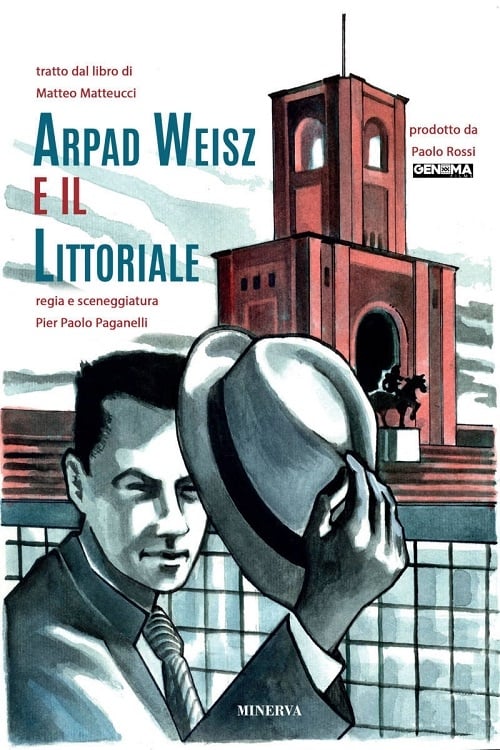 tratto dal libro di
Matteo Matteucci
ARPAD WEISZ
E IL
LITTORIALE
regia e sceneggiatura
Pier Paolo Paganelli
prodotto da
Paolo Rossi
GENOMA
MINERVA